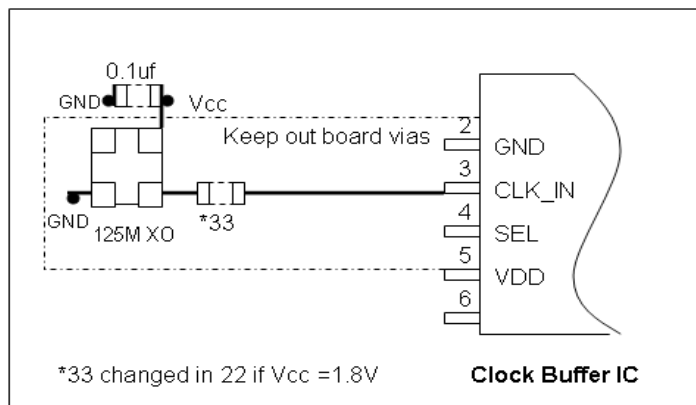 0.1uf
GND
Vcc
Keep out board vias
2
GND
3
CLK_IN
GND
*33
4
SEL
125M XO
5
VDD
6
*33 changed in 22 if Vcc =1.8V
Clock Buffer IC